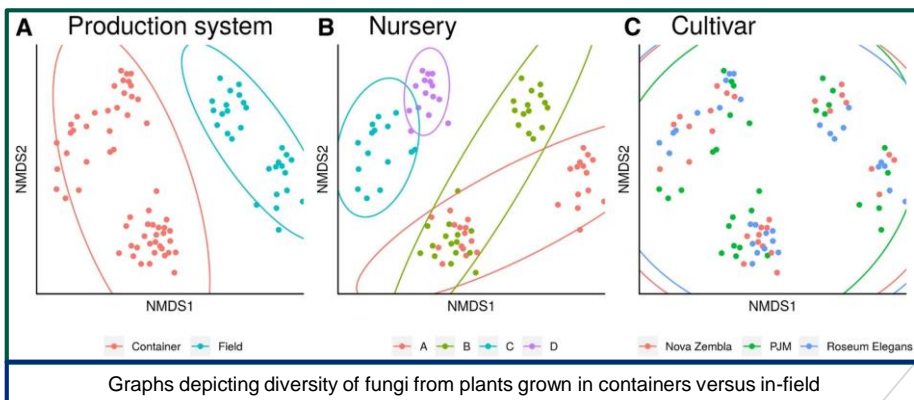 A Production system
B Nursery
C Cultivar
NMDS2
NMDS2
NMDS2
NMDS1
NMDS1
NMDS1
Container Field
A B C D
Nova Zembla PJM Roseum Elegans
Graphs depicting diversity of fungi from plants grown in containers versus in-field